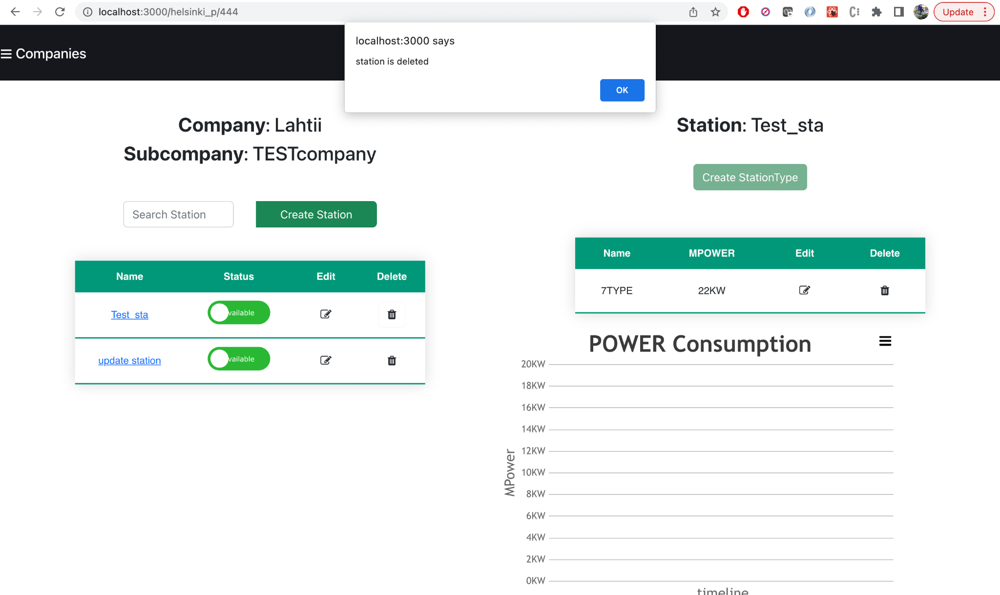 localhost:3000/helsinki_p/444
Update
Companies
localhost:3000 says
station is deleted
OK
Company: Lahtii
Subcompany: TESTcompany
Search Station
Create Station
Name Status Edit Delete
Test_sta vailable
update station vailable
Station: Test_sta
Create StationType
Name MPOWER Edit Delete
7TYPE 22KW
POWER Consumption
20KW
18KW
16KW
14KW
12KW
10KW
8KW
6KW
4KW
2KW
0KW
MPower
timeline